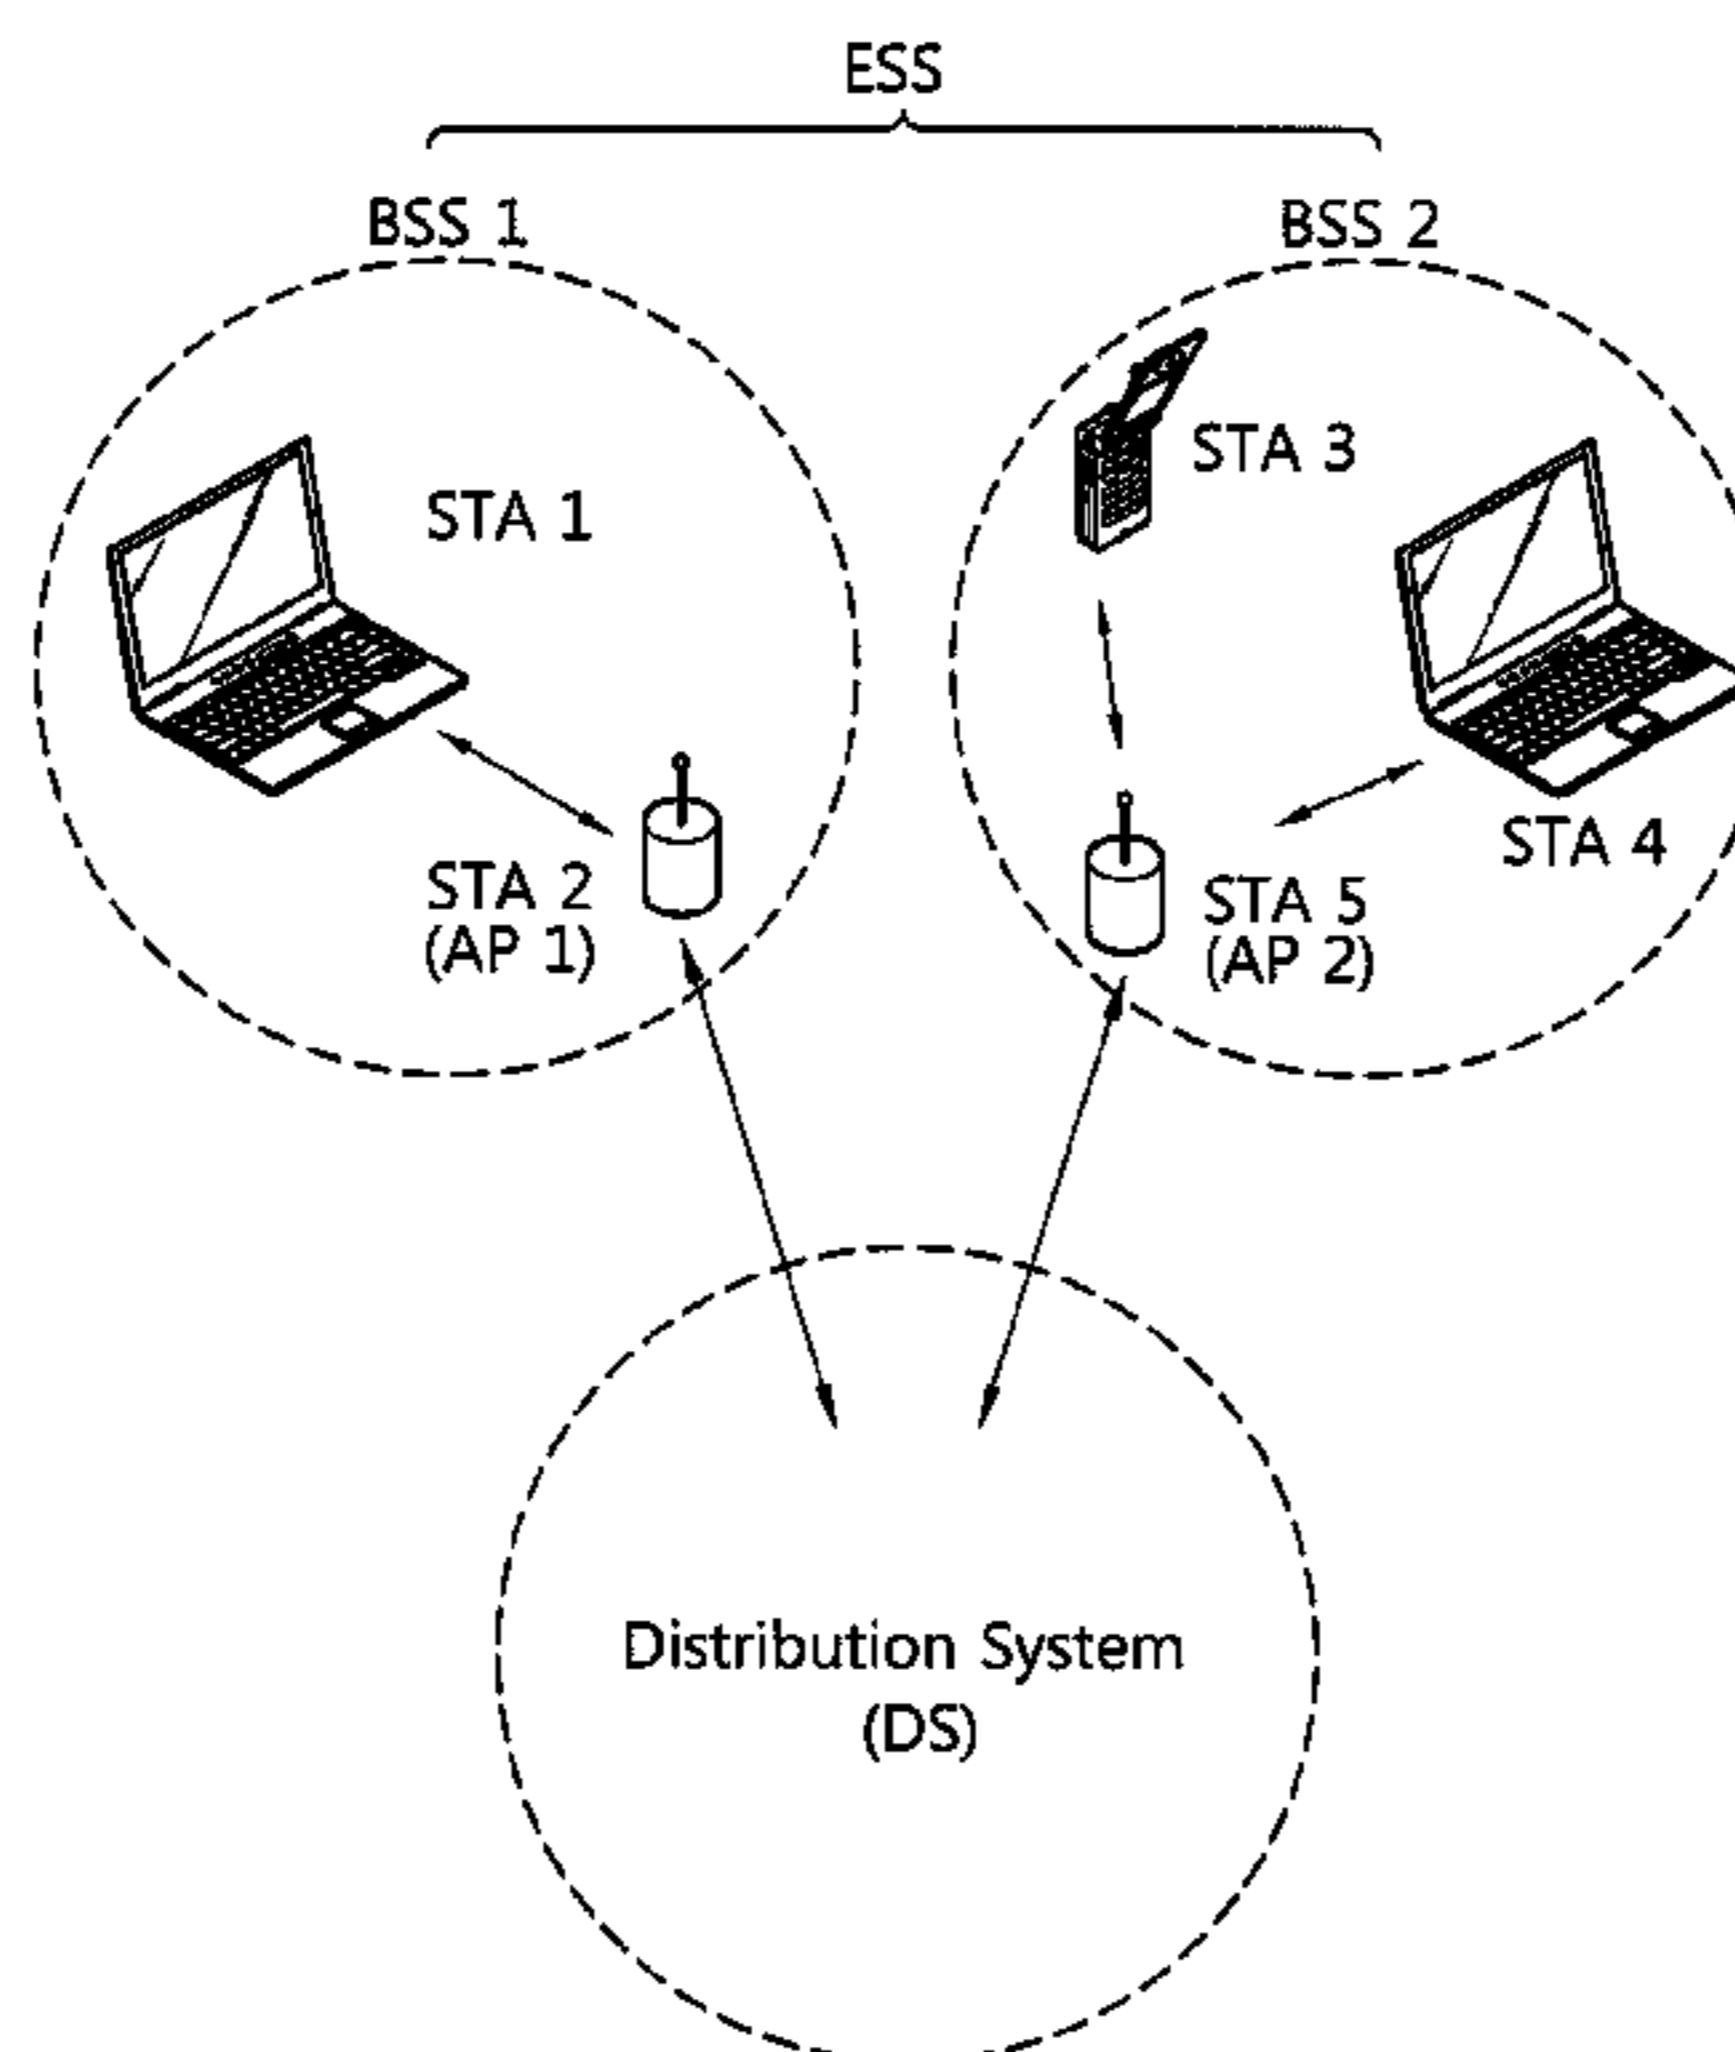 ESS
BSS 1
BSS 2
STA 1
STA 2
(AP 1)
STA 3
STA 4
STA 5
(AP 2)
Distribution System
(DS)